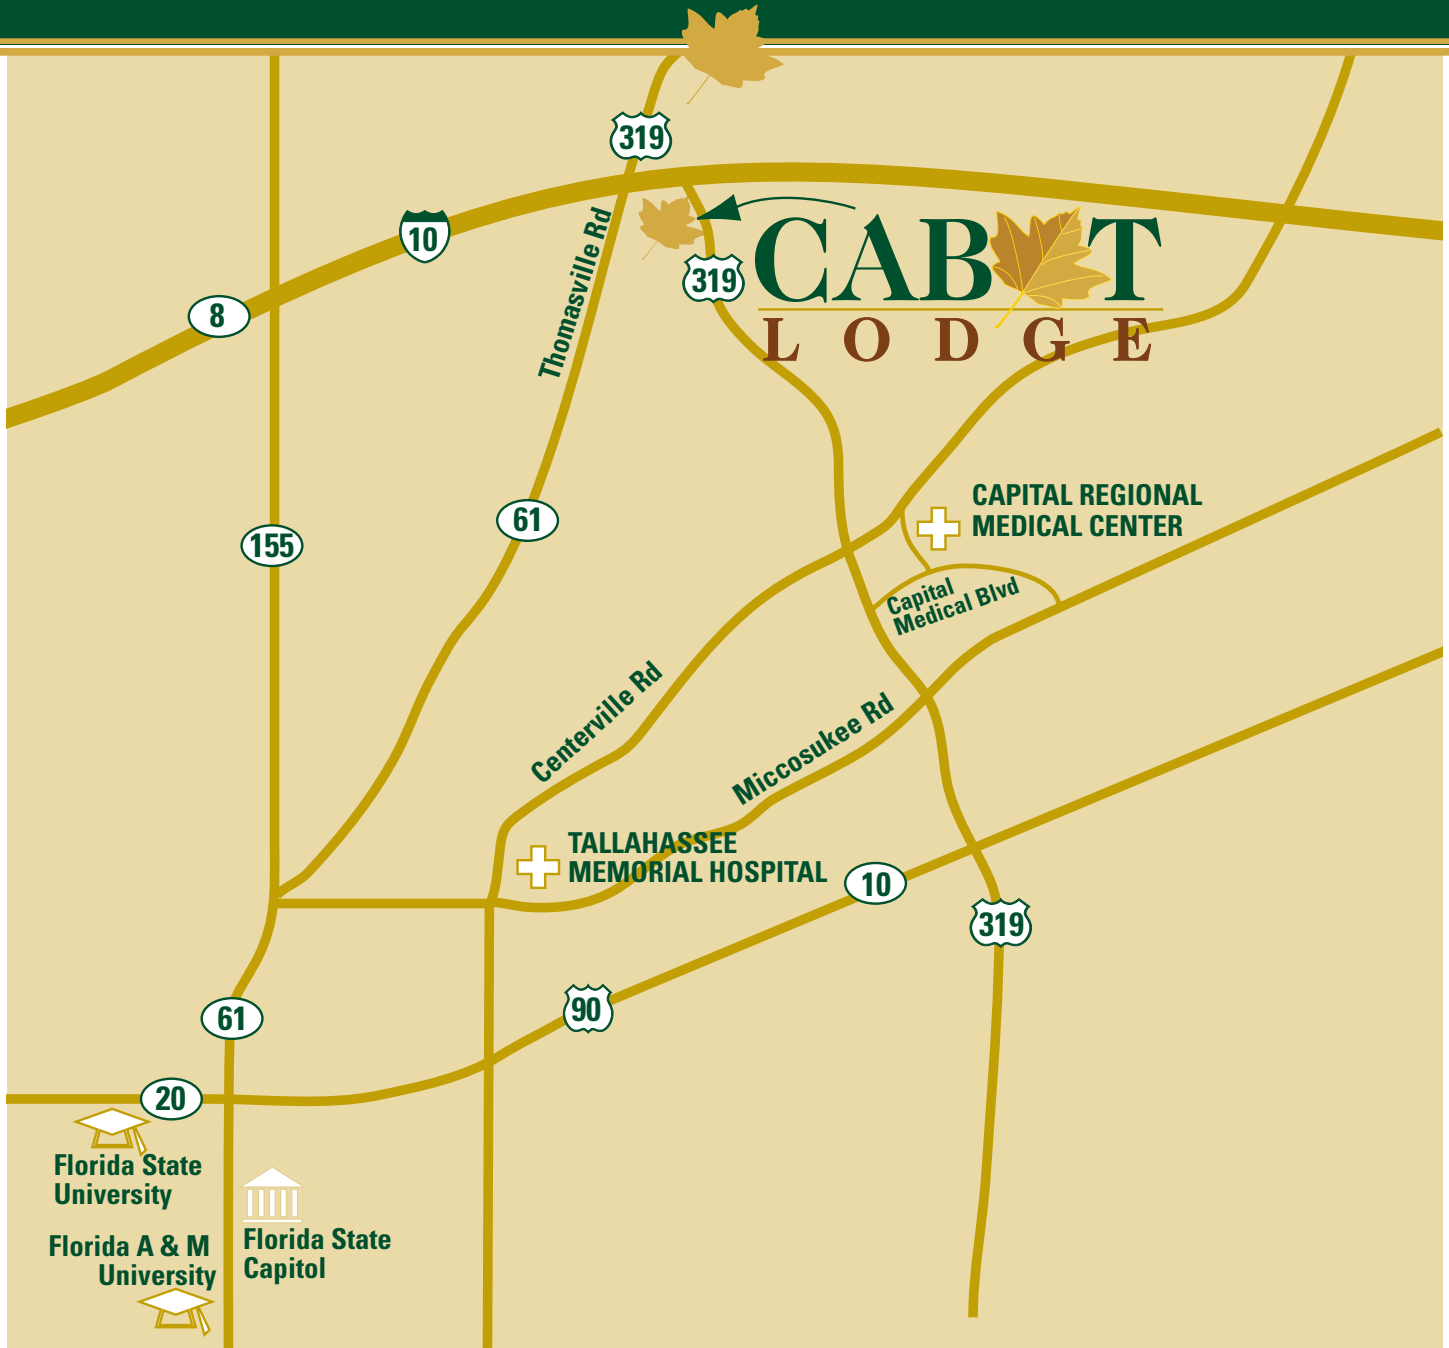 319
10
8
Thomasville Rd
319
CABOT
LODGE
61
155
CAPITAL REGIONAL
MEDICAL CENTER
Capital
Medical Blvd
Centerville Rd
Miccosukee Rd
TALLAHASSEE
MEMORIAL HOSPITAL
10
319
90
61
20
Florida State
University
Florida A & M
University
Florida State
Capitol